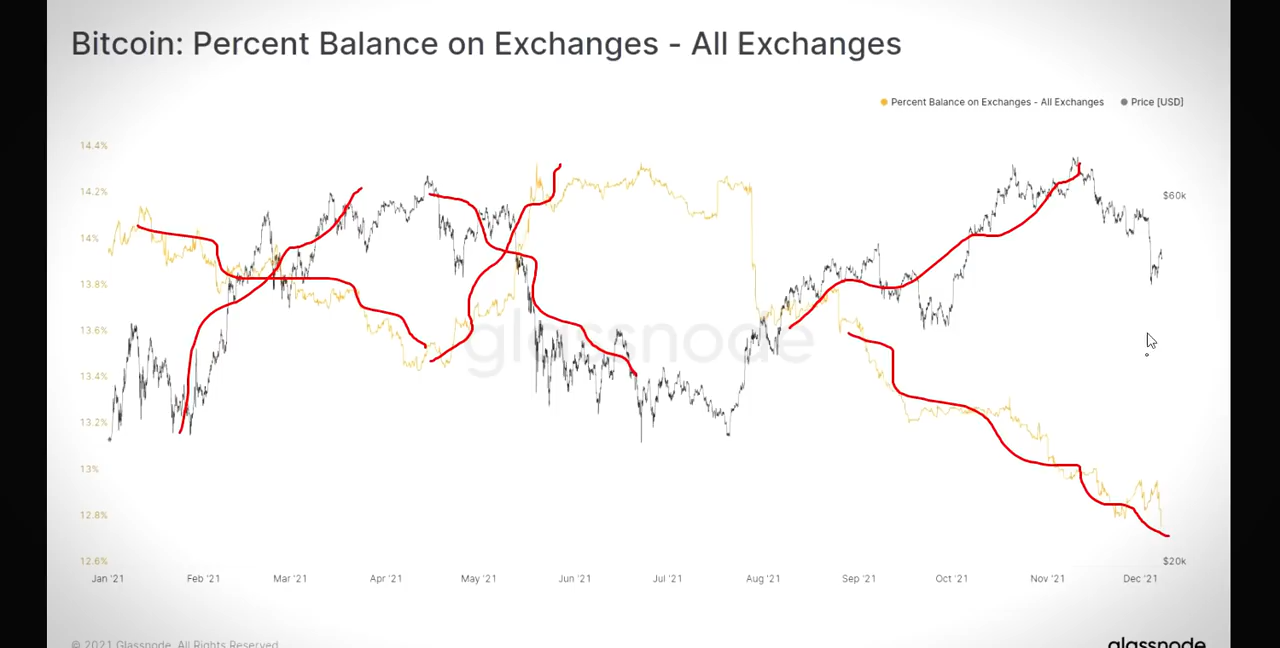 Bitcoin: Percent Balance on Exchanges - All Exchanges
Percent Balance on Exchanges - All Exchanges Price [USD]
14.4%
14.2%
$60k
14%
13.8%
13.6%
glassnode
13.4%
13.2%
13%
12.8%
12.6%
$20k
Jan '21 Feb '21 Mar '21 Apr '21 May '21 Jun '21 Jul '21 Aug '21 Sep '21 Oct '21 Nov '21 Dec '21
© 2021 Glassnode. All Rights Reserved
glassnode